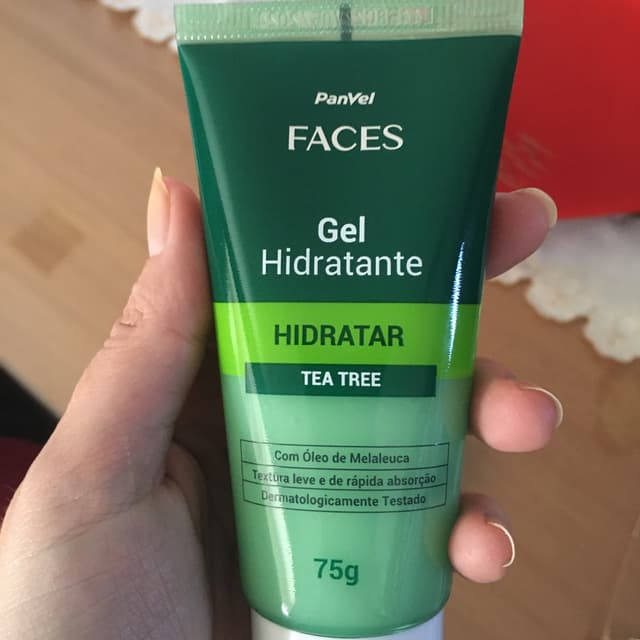 PanVel
FACES
Gel
Hidratante
HIDRATAR
TEA TREE
Com Óleo de Melaleuca
Textura leve e de rápida absorção
Dermatologicamente Testado
75g